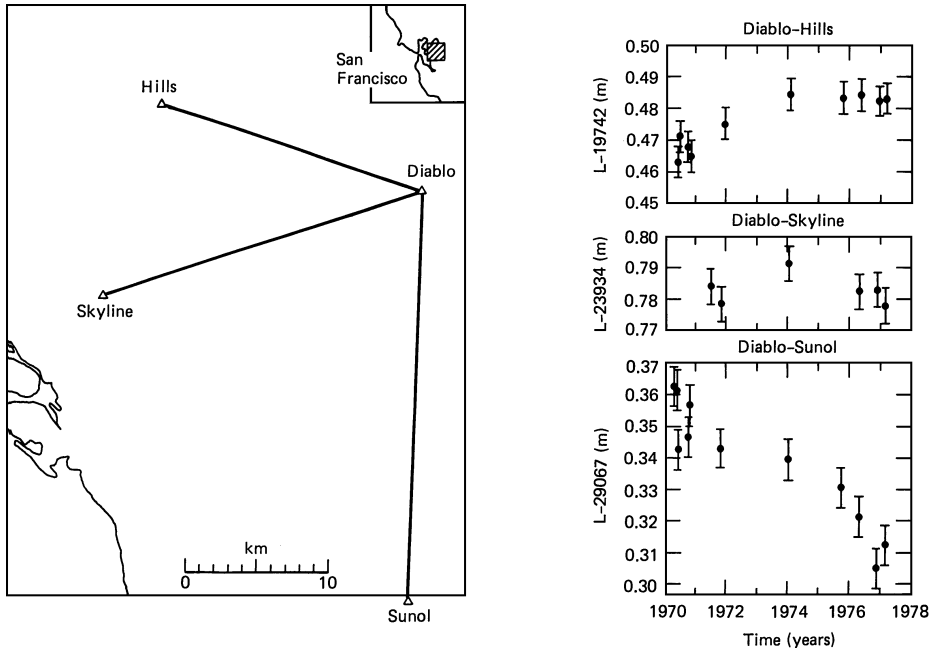 San
Francisco
Hills
Diablo
Skyline
km
0 10
Sunol
Diablo–Hills
L–19742 (m)
0.50
0.49
0.48
0.47
0.46
0.45
Diablo–Skyline
L–23934 (m)
0.80
0.79
0.78
0.77
Diablo–Sunol
L–29067 (m)
0.37
0.36
0.35
0.34
0.33
0.32
0.31
0.30
1970 1972 1974 1976 1978
Time (years)